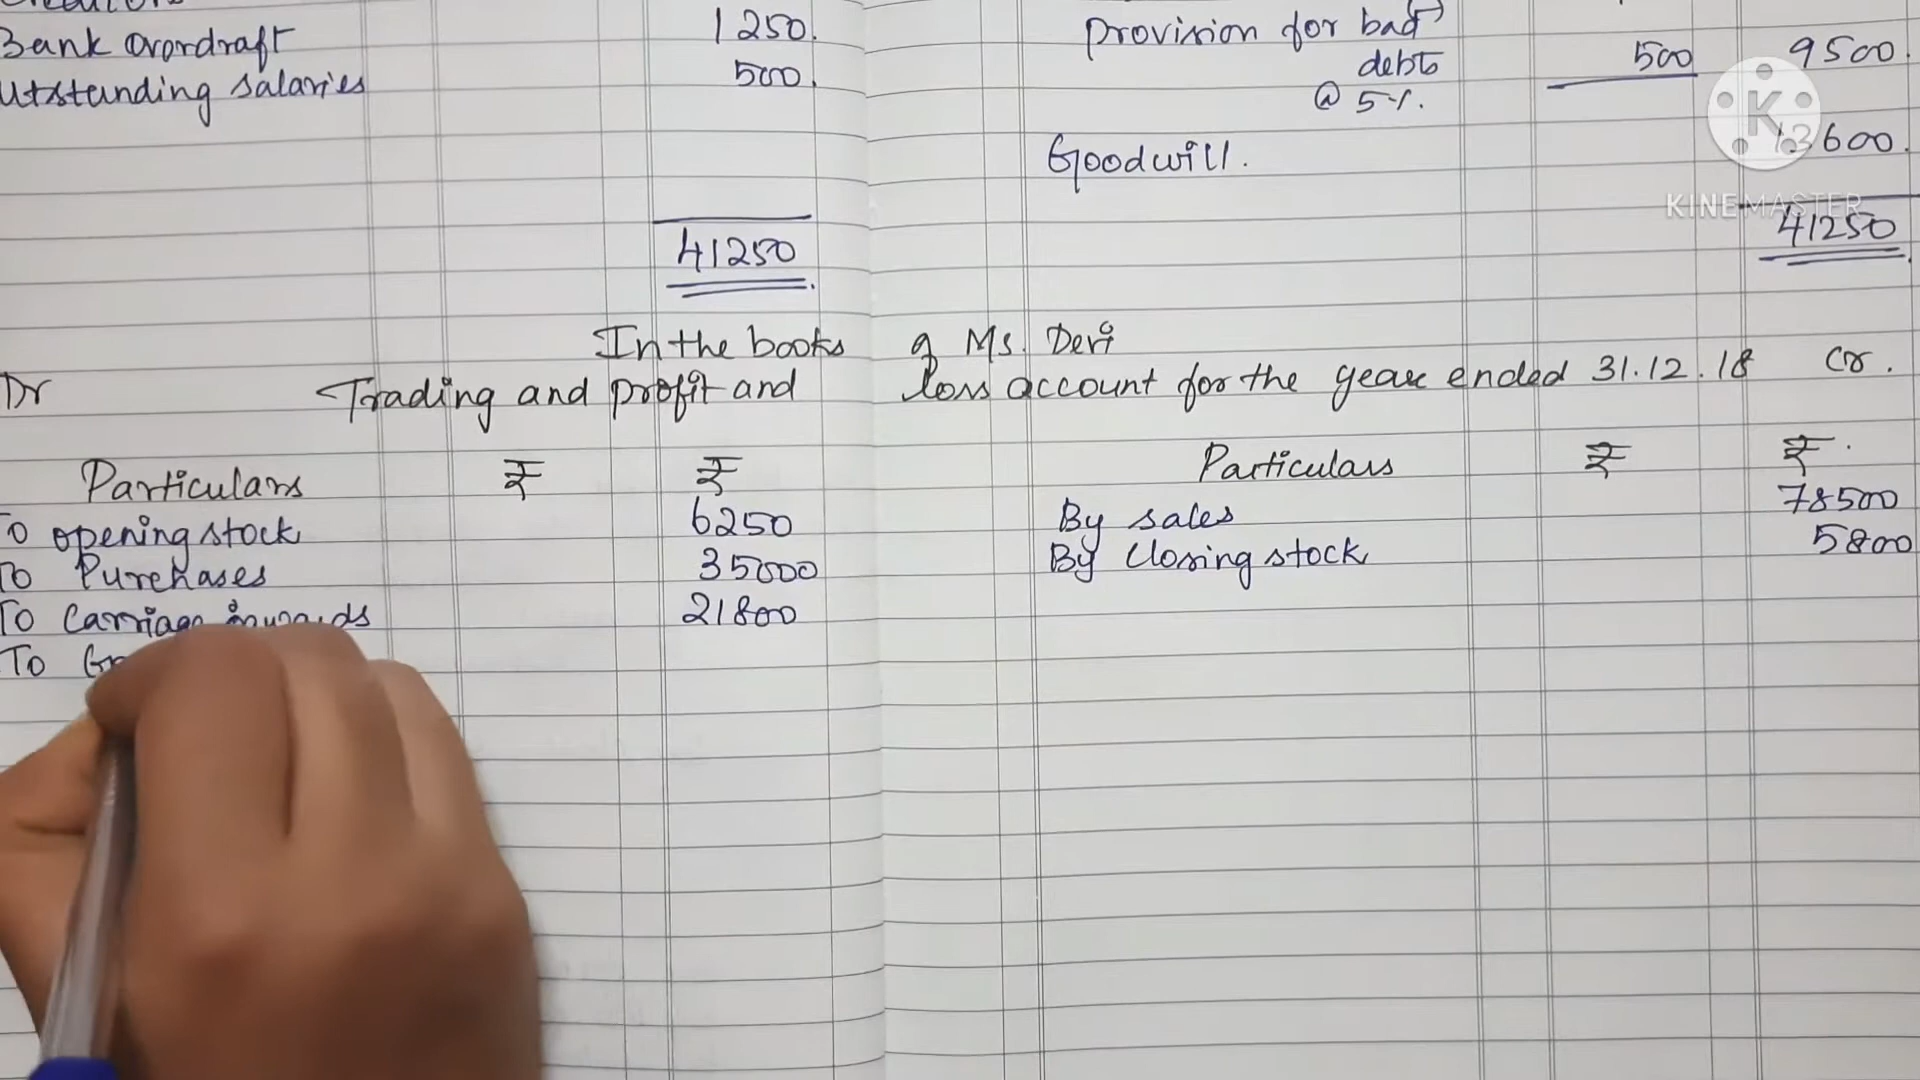 Bank Overdraft 1250.
Outstanding salaries 500.
Provision for bad
debts 500 9500.
@ 5%.
Goodwill. 13600.
KINEMASTER
41250 41250
In the books of Ms. Devi
Dr Trading and profit and loss account for the year ended 31.12.18 Cr.
Particulars ₹ ₹ Particulars ₹ ₹
To opening stock 6250 By sales 78500
To Purchases 35000 By Closing stock 5800
To Carriage inwards 21800
To